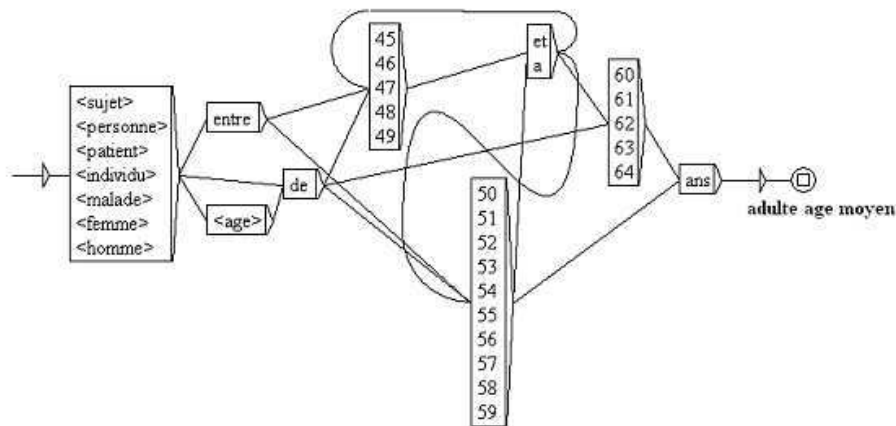 <sujet>
<personne>
<patient>
<individu>
<malade>
<femme>
<homme>
entre
de
<age>
45
46
47
48
49
et
a
50
51
52
53
54
55
56
57
58
59
60
61
62
63
64
ans
adulte age moyen